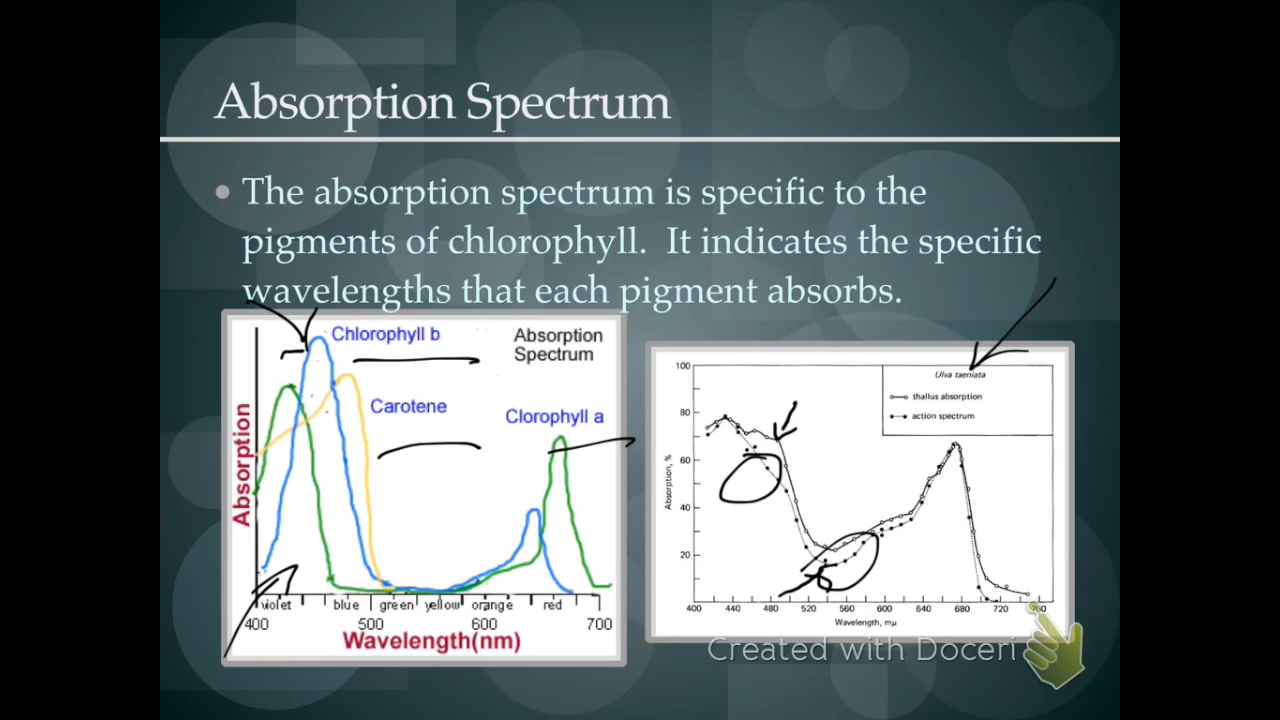 Absorption Spectrum
• The absorption spectrum is specific to the
pigments of chlorophyll. It indicates the specific
wavelengths that each pigment absorbs.
Chlorophyll b
Absorption
Spectrum
Carotene
Clorophyll a
Absorption
violet blue green yellow orange red
400 500 600 700
Wavelength(nm)
Ulva taeniata
thallus absorption
action spectrum
100
80
60
40
20
Absorption, %
400 440 480 520 560 600 640 680 720 760
Wavelength, mμ
Created with Doceri